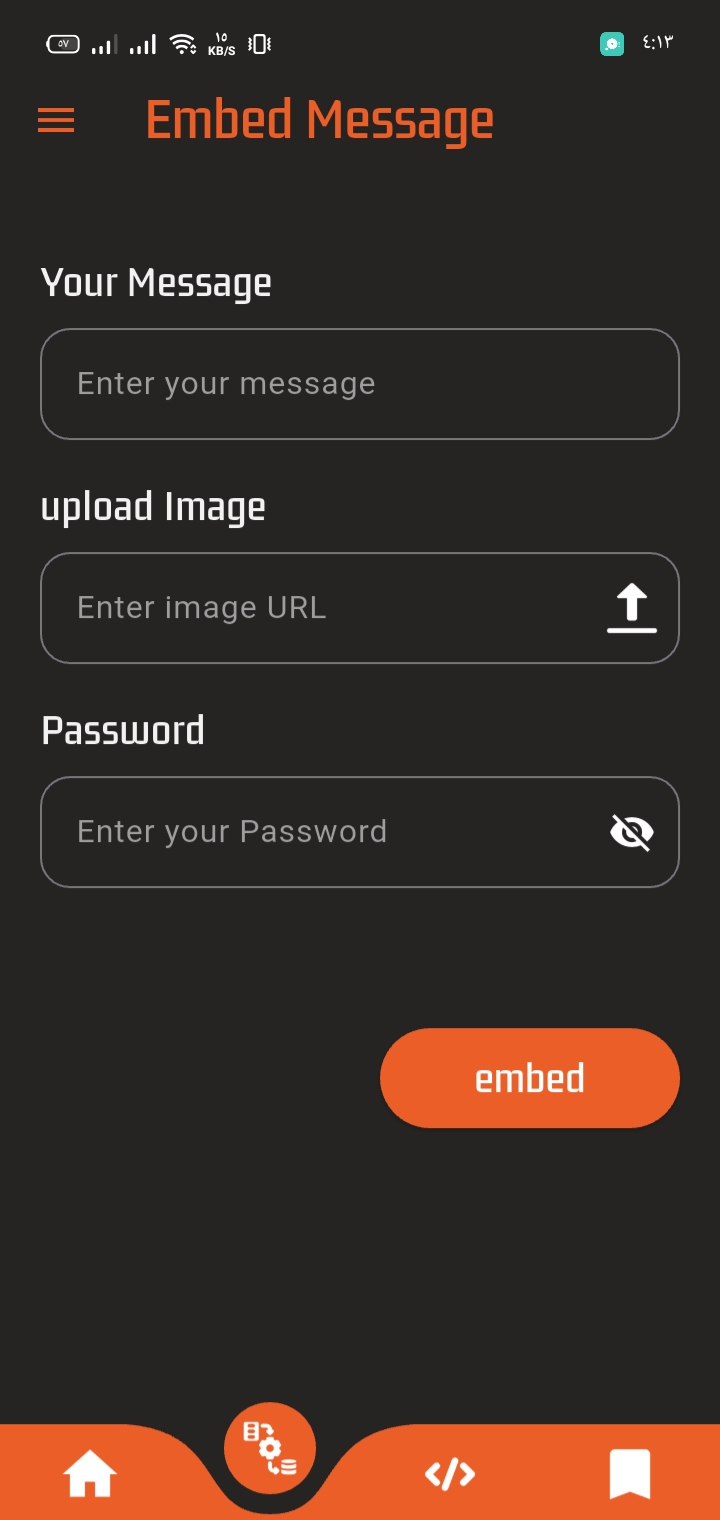 ٥٧
١٥
KB/S
٤:١٣
Embed Message
Your Message
Enter your message
upload Image
Enter image URL
Password
Enter your Password
embed